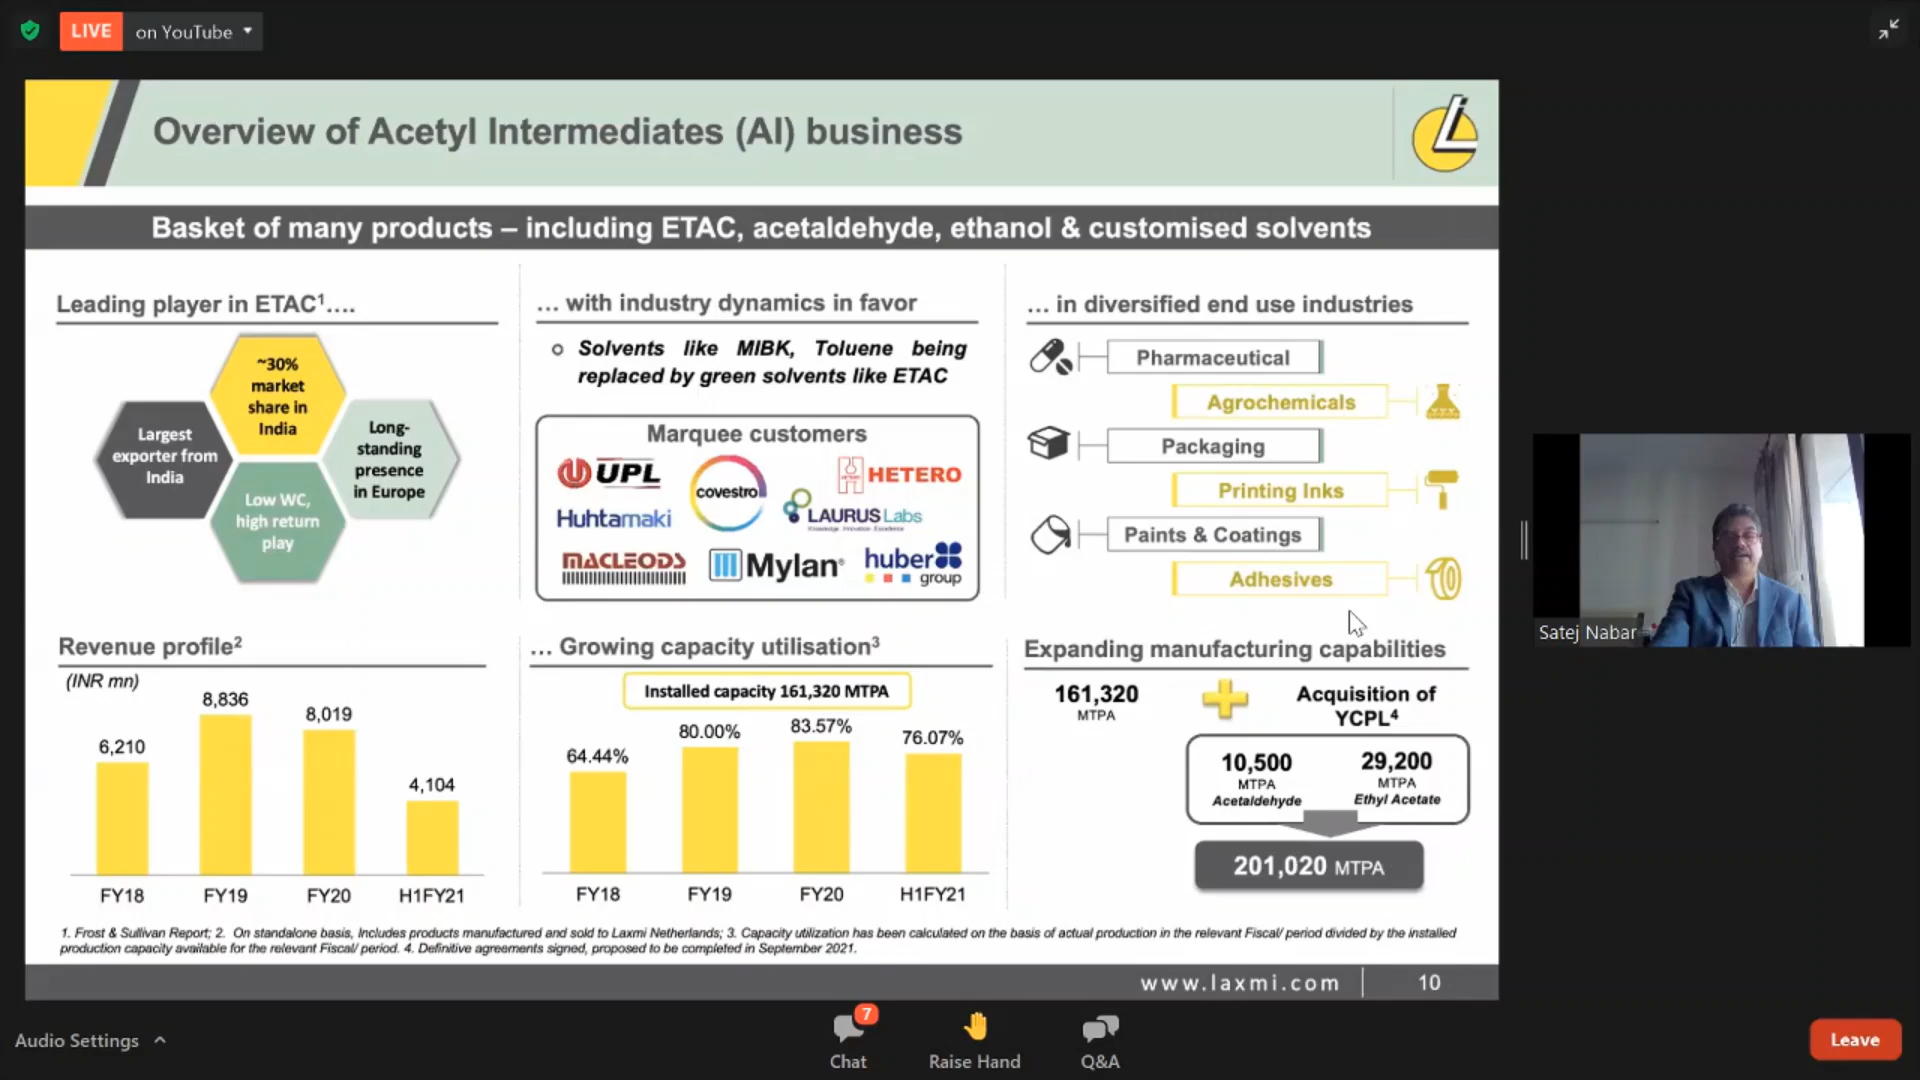 LIVE on YouTube
Overview of Acetyl Intermediates (AI) business
Basket of many products – including ETAC, acetaldehyde, ethanol & customised solvents
Leading player in ETAC¹….
~30%
market
share in
India
Largest
exporter from
India
Long-
standing
presence
in Europe
Low WC,
high return
play
… with industry dynamics in favor
Solvents like MIBK, Toluene being
replaced by green solvents like ETAC
Marquee customers
UPL
covestro
HETERO
Huhtamaki
LAURUS Labs
Knowledge. Innovation. Excellence
MACLEODS
Mylan
huber
group
… in diversified end use industries
Pharmaceutical
Agrochemicals
Packaging
Printing Inks
Paints & Coatings
Adhesives
Satej Nabar
Revenue profile²
(INR mn)
6,210
8,836
8,019
4,104
FY18
FY19
FY20
H1FY21
… Growing capacity utilisation³
Installed capacity 161,320 MTPA
64.44%
80.00%
83.57%
76.07%
FY18
FY19
FY20
H1FY21
Expanding manufacturing capabilities
161,320
MTPA
Acquisition of
YCPL⁴
10,500
MTPA
Acetaldehyde
29,200
MTPA
Ethyl Acetate
201,020 MTPA
1. Frost & Sullivan Report; 2. On standalone basis, Includes products manufactured and sold to Laxmi Netherlands; 3. Capacity utilization has been calculated on the basis of actual production in the relevant Fiscal/ period divided by the installed
production capacity available for the relevant Fiscal/ period. 4. Definitive agreements signed, proposed to be completed in September 2021.
www.laxmi.com
10
Audio Settings
7
Chat
Raise Hand
Q&A
Leave